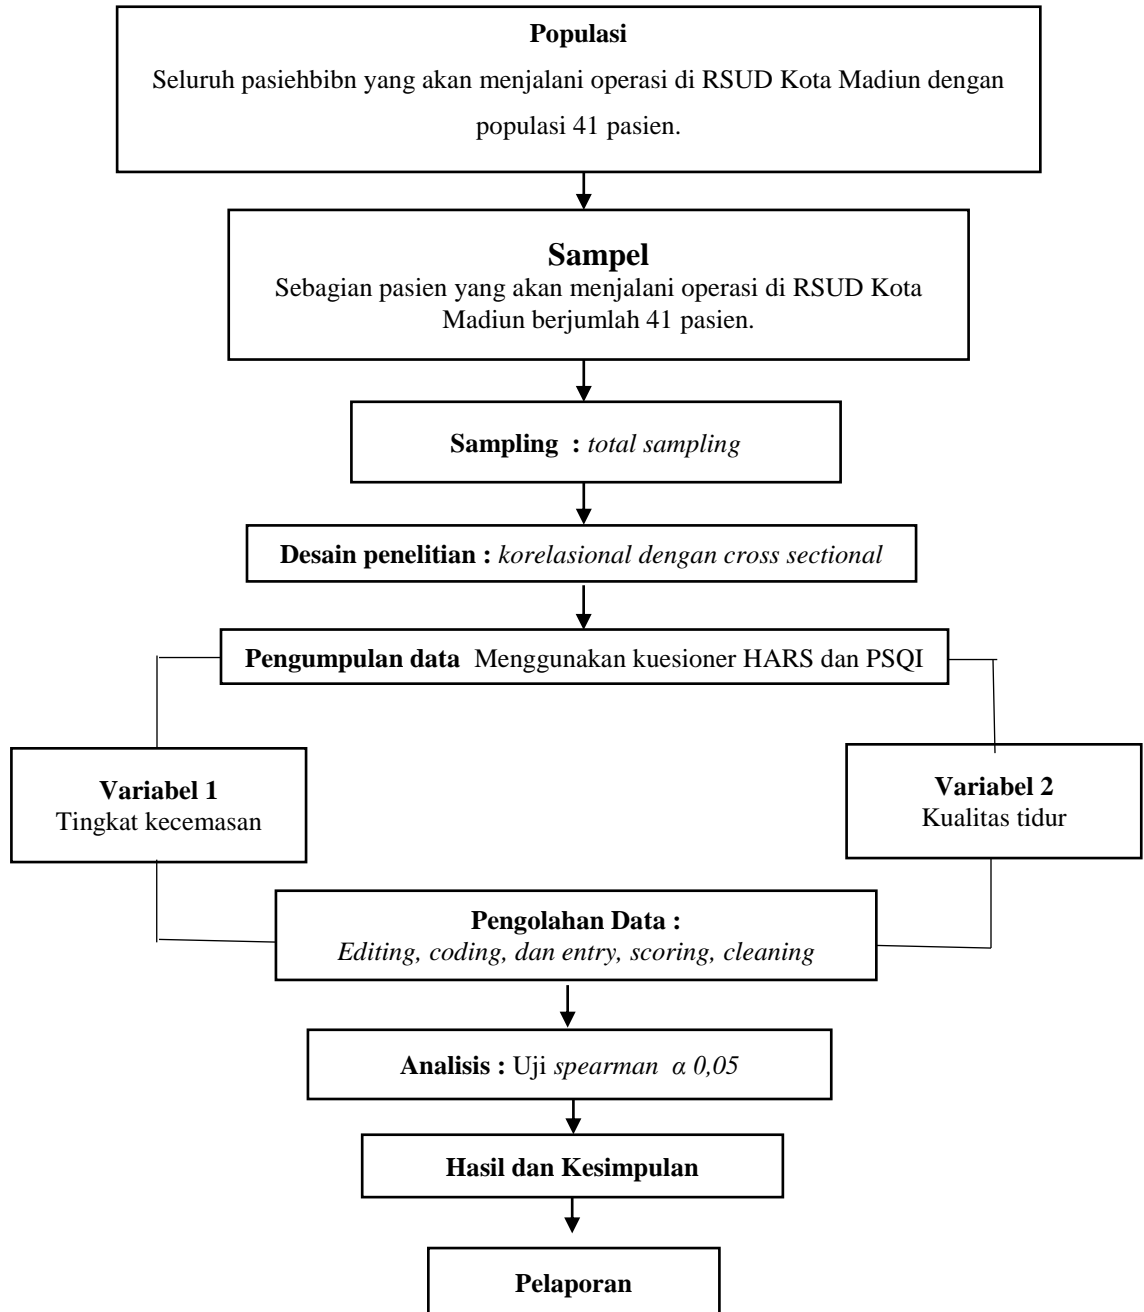 Populasi
Seluruh pasiehbibn yang akan menjalani operasi di RSUD Kota Madiun dengan
populasi 41 pasien.
Sampel
Sebagian pasien yang akan menjalani operasi di RSUD Kota
Madiun berjumlah 41 pasien.
Sampling : total sampling
Desain penelitian : korelasional dengan cross sectional
Pengumpulan data Menggunakan kuesioner HARS dan PSQI
Variabel 1
Tingkat kecemasan
Variabel 2
Kualitas tidur
Pengolahan Data :
Editing, coding, dan entry, scoring, cleaning
Analisis : Uji spearman α 0,05
Hasil dan Kesimpulan
Pelaporan